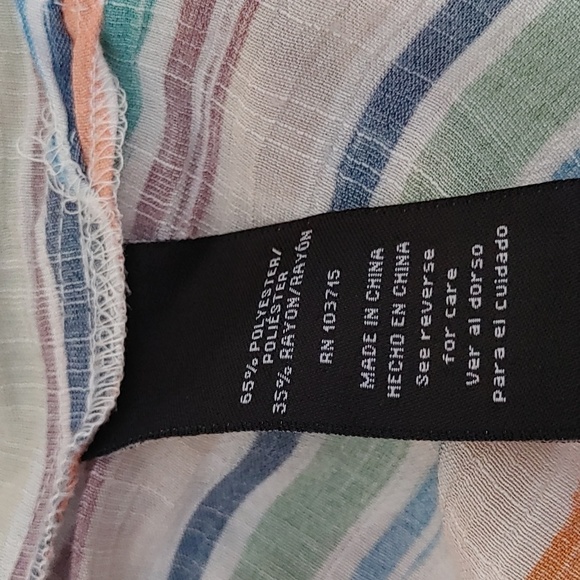 65% POLYESTER/
POLIÉSTER
35% RAYON/RAYÓN
RN 103715
MADE IN CHINA
HECHO EN CHINA
See reverse
for care
Ver al dorso
Para el cuidado